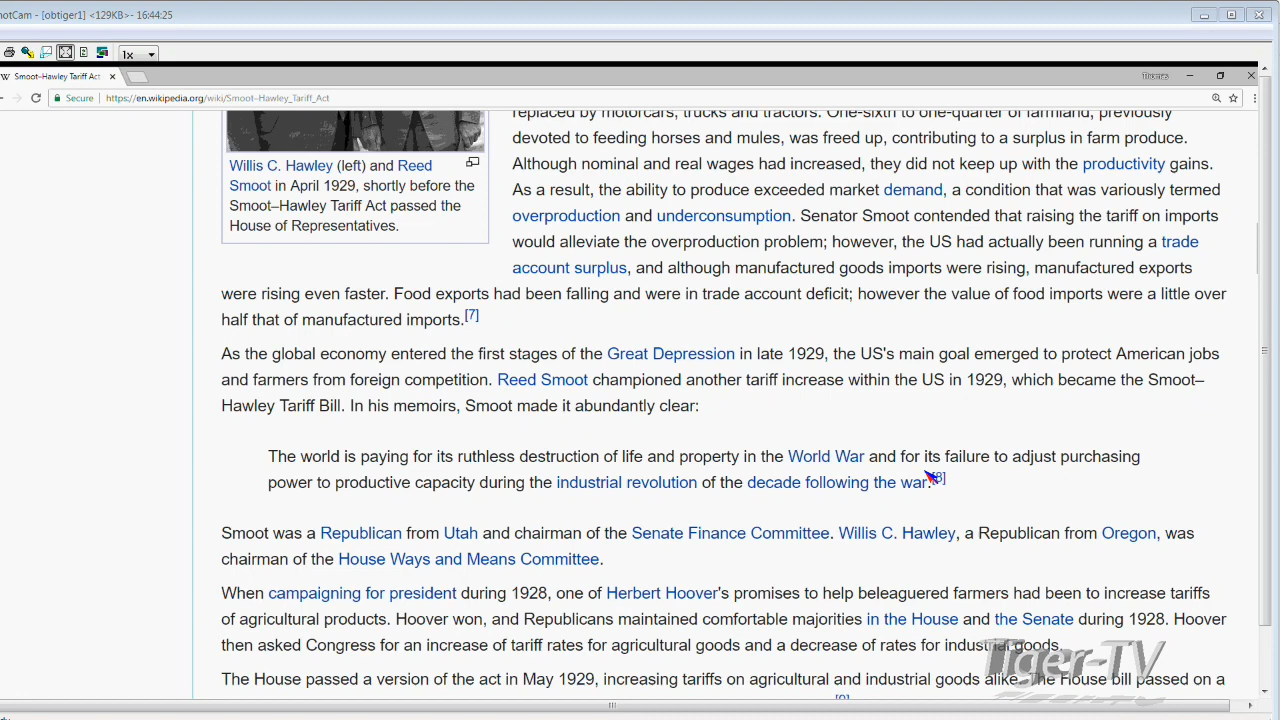 notCam - [obtiger1] <129KB>- 16:44:25
1x
Smoot–Hawley Tariff Act
Thomas
Secure
https://en.wikipedia.org/wiki/Smoot–Hawley_Tariff_Act
replaced by motorcars, trucks and tractors. One-sixth to one-quarter of farmland, previously
devoted to feeding horses and mules, was freed up, contributing to a surplus in farm produce.
Although nominal and real wages had increased, they did not keep up with the productivity gains.
As a result, the ability to produce exceeded market demand, a condition that was variously termed
overproduction and underconsumption. Senator Smoot contended that raising the tariff on imports
would alleviate the overproduction problem; however, the US had actually been running a trade
account surplus, and although manufactured goods imports were rising, manufactured exports
Willis C. Hawley (left) and Reed
Smoot in April 1929, shortly before the
Smoot–Hawley Tariff Act passed the
House of Representatives.
were rising even faster. Food exports had been falling and were in trade account deficit; however the value of food imports were a little over
half that of manufactured imports.[7]
As the global economy entered the first stages of the Great Depression in late 1929, the US's main goal emerged to protect American jobs
and farmers from foreign competition. Reed Smoot championed another tariff increase within the US in 1929, which became the Smoot–
Hawley Tariff Bill. In his memoirs, Smoot made it abundantly clear:
The world is paying for its ruthless destruction of life and property in the World War and for its failure to adjust purchasing
power to productive capacity during the industrial revolution of the decade following the war.[8]
Smoot was a Republican from Utah and chairman of the Senate Finance Committee. Willis C. Hawley, a Republican from Oregon, was
chairman of the House Ways and Means Committee.
When campaigning for president during 1928, one of Herbert Hoover's promises to help beleaguered farmers had been to increase tariffs
of agricultural products. Hoover won, and Republicans maintained comfortable majorities in the House and the Senate during 1928. Hoover
then asked Congress for an increase of tariff rates for agricultural goods and a decrease of rates for industrial goods.
The House passed a version of the act in May 1929, increasing tariffs on agricultural and industrial goods alike. The House bill passed on a
Tiger-TV